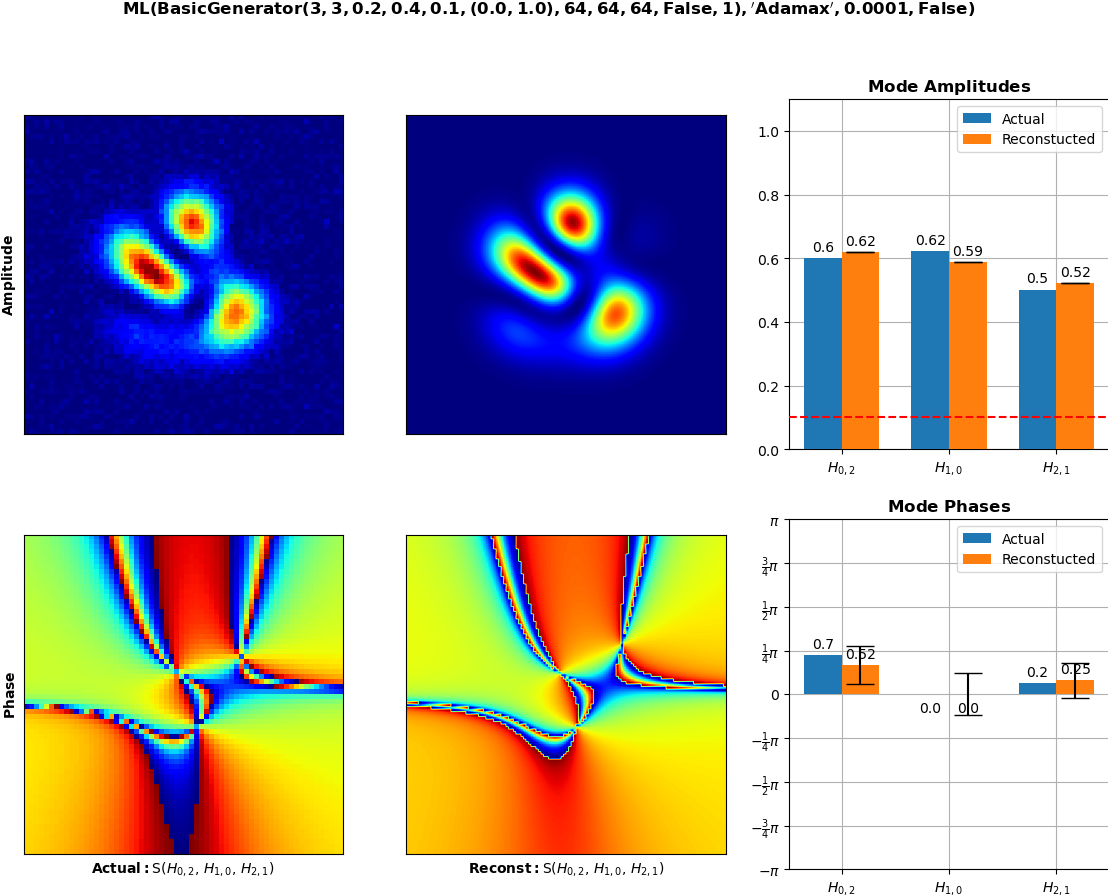 ML(BasicGenerator(3, 3, 0.2, 0.4, 0.1, (0.0, 1.0), 64, 64, 64, False, 1), ′Adamax′, 0.0001, False)
Amplitude
Mode Amplitudes
Actual
Reconstucted
1.0
0.8
0.6
0.4
0.2
0.0
0.6
0.62
0.62
0.59
0.5
0.52
H0, 2
H1, 0
H2, 1
Phase
Actual: S(H0, 2, H1, 0, H2, 1)
Reconst: S(H0, 2, H1, 0, H2, 1)
Mode Phases
Actual
Reconstucted
π
3/4π
1/2π
1/4π
0
−1/4π
−1/2π
−3/4π
−π
0.7
0.52
0.0
0.0
0.2
0.25
H0, 2
H1, 0
H2, 1